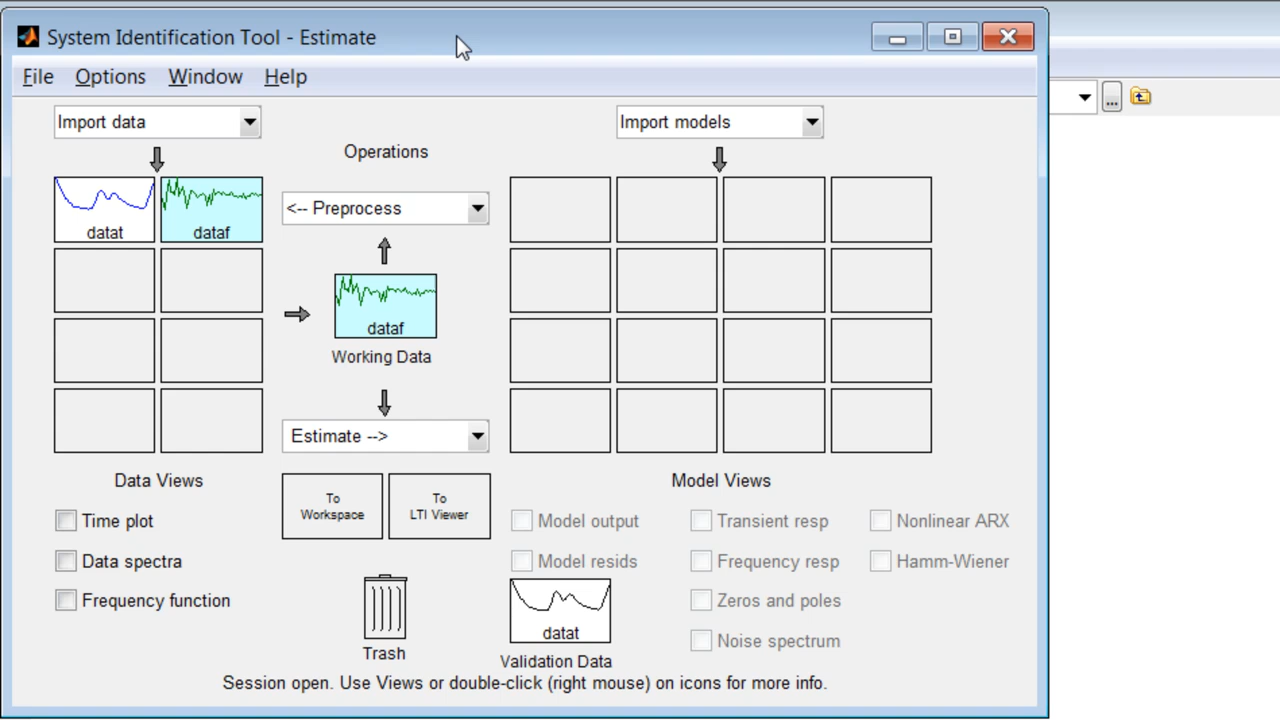 System Identification Tool - Estimate
File Options Window Help
Import data
Import models
Operations
<-- Preprocess
datat
dataf
dataf
Working Data
Estimate -->
Data Views
To
Workspace
To
LTI Viewer
Model Views
Time plot
Data spectra
Frequency function
Model output
Model resids
Transient resp
Frequency resp
Zeros and poles
Noise spectrum
Nonlinear ARX
Hamm-Wiener
Trash
datat
Validation Data
Session open. Use Views or double-click (right mouse) on icons for more info.
...